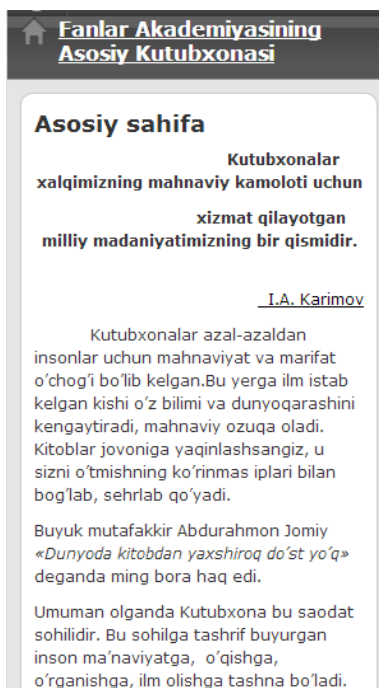 Fanlar Akademiyasining
Asosiy Kutubxonasi
Asosiy sahifa
Kutubxonalar
xalqimizning mahnaviy kamoloti uchun
xizmat qilayotgan
milliy madaniyatimizning bir qismidir.
I.A. Karimov
Kutubxonalar azal-azaldan
insonlar uchun mahnaviyat va marifat
o’chog’i bo’lib kelgan.Bu yerga ilm istab
kelgan kishi o’z bilimi va dunyoqarashini
kengaytiradi, mahnaviy ozuqa oladi.
Kitoblar jovoniga yaqinlashsangiz, u
sizni o’tmishning ko’rinmas iplari bilan
bog’lab, sehrlab qo’yadi.
Buyuk mutafakkir Abdurahmon Jomiy
«Dunyoda kitobdan yaxshiroq do’st yo’q»
deganda ming bora haq edi.
Umuman olganda Kutubxona bu saodat
sohilidir. Bu sohilga tashrif buyurgan
inson ma’naviyatga, o’qishga,
o’rganishga, ilm olishga tashna bo’ladi.